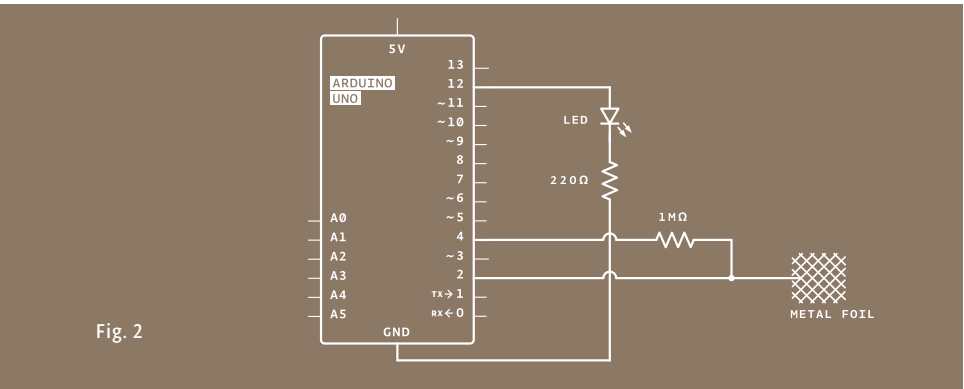 5V
ARDUINO
UNO
13
12
~11
~10
~9
8
7
~6
~5
4
~3
2
TX→1
RX←0
A0
A1
A2
A3
A4
A5
GND
LED
220Ω
1MΩ
METAL FOIL
Fig. 2